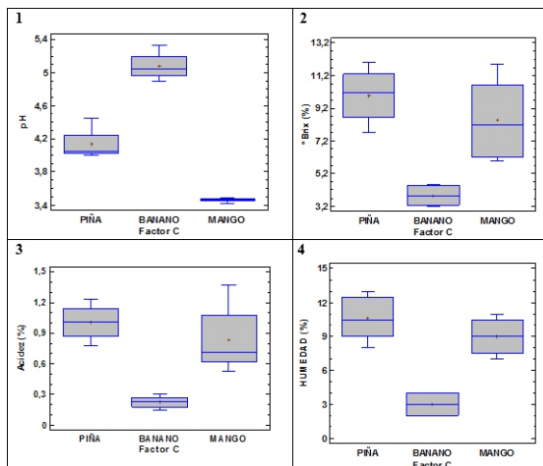 1
5,4
5
4,6
4,2
3,8
3,4
pH
PIÑA BANANO MANGO
Factor C
2
13,2
11,2
9,2
7,2
5,2
3,2
°Brix (%)
PIÑA BANANO MANGO
Factor C
3
1,5
1,2
0,9
0,6
0,3
0
Acidez (%)
PIÑA BANANO MANGO
Factor C
4
15
12
9
6
3
0
HUMEDAD (%)
PIÑA BANANO MANGO
Factor C